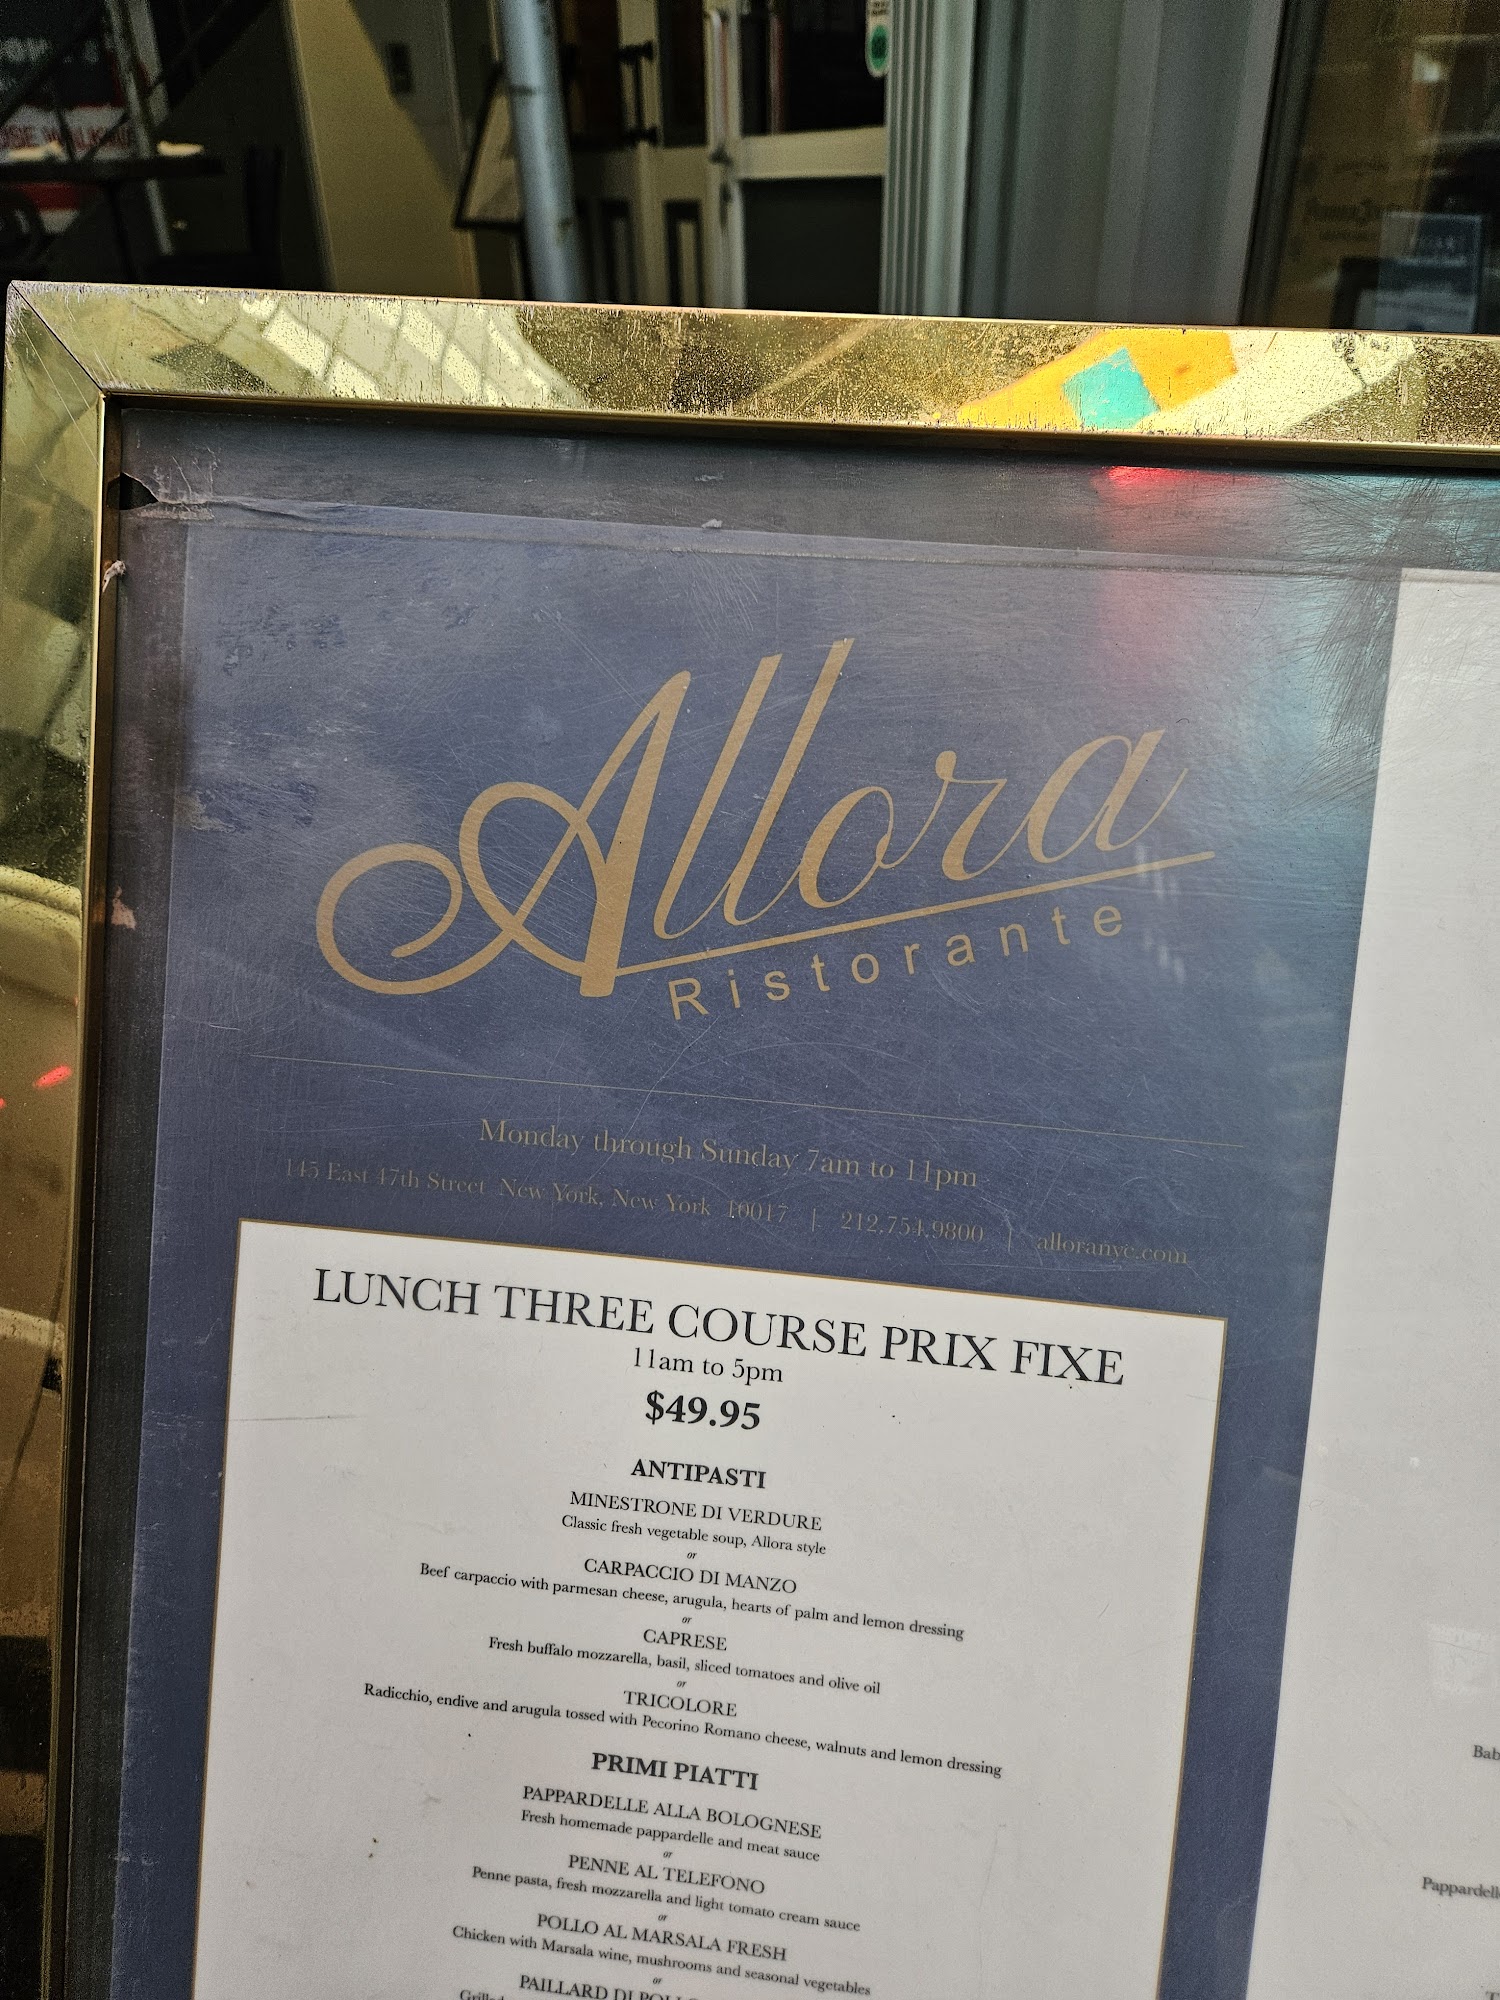 Allora
Ristorante
Monday through Sunday 7am to 11pm
145 East 47th Street New York, New York 10017 | 212.754.9800 | alloranyc.com
LUNCH THREE COURSE PRIX FIXE
11am to 5pm
$49.95
ANTIPASTI
MINESTRONE DI VERDURE
Classic fresh vegetable soup, Allora style
or
CARPACCIO DI MANZO
Beef carpaccio with parmesan cheese, arugula, hearts of palm and lemon dressing
or
CAPRESE
Fresh buffalo mozzarella, basil, sliced tomatoes and olive oil
or
TRICOLORE
Radicchio, endive and arugula tossed with Pecorino Romano cheese, walnuts and lemon dressing
PRIMI PIATTI
PAPPARDELLE ALLA BOLOGNESE
Fresh homemade pappardelle and meat sauce
or
PENNE AL TELEFONO
Penne pasta, fresh mozzarella and light tomato cream sauce
or
POLLO AL MARSALA FRESH
Chicken with Marsala wine, mushrooms and seasonal vegetables
or
PAILLARD DI
Bab
Pappardell